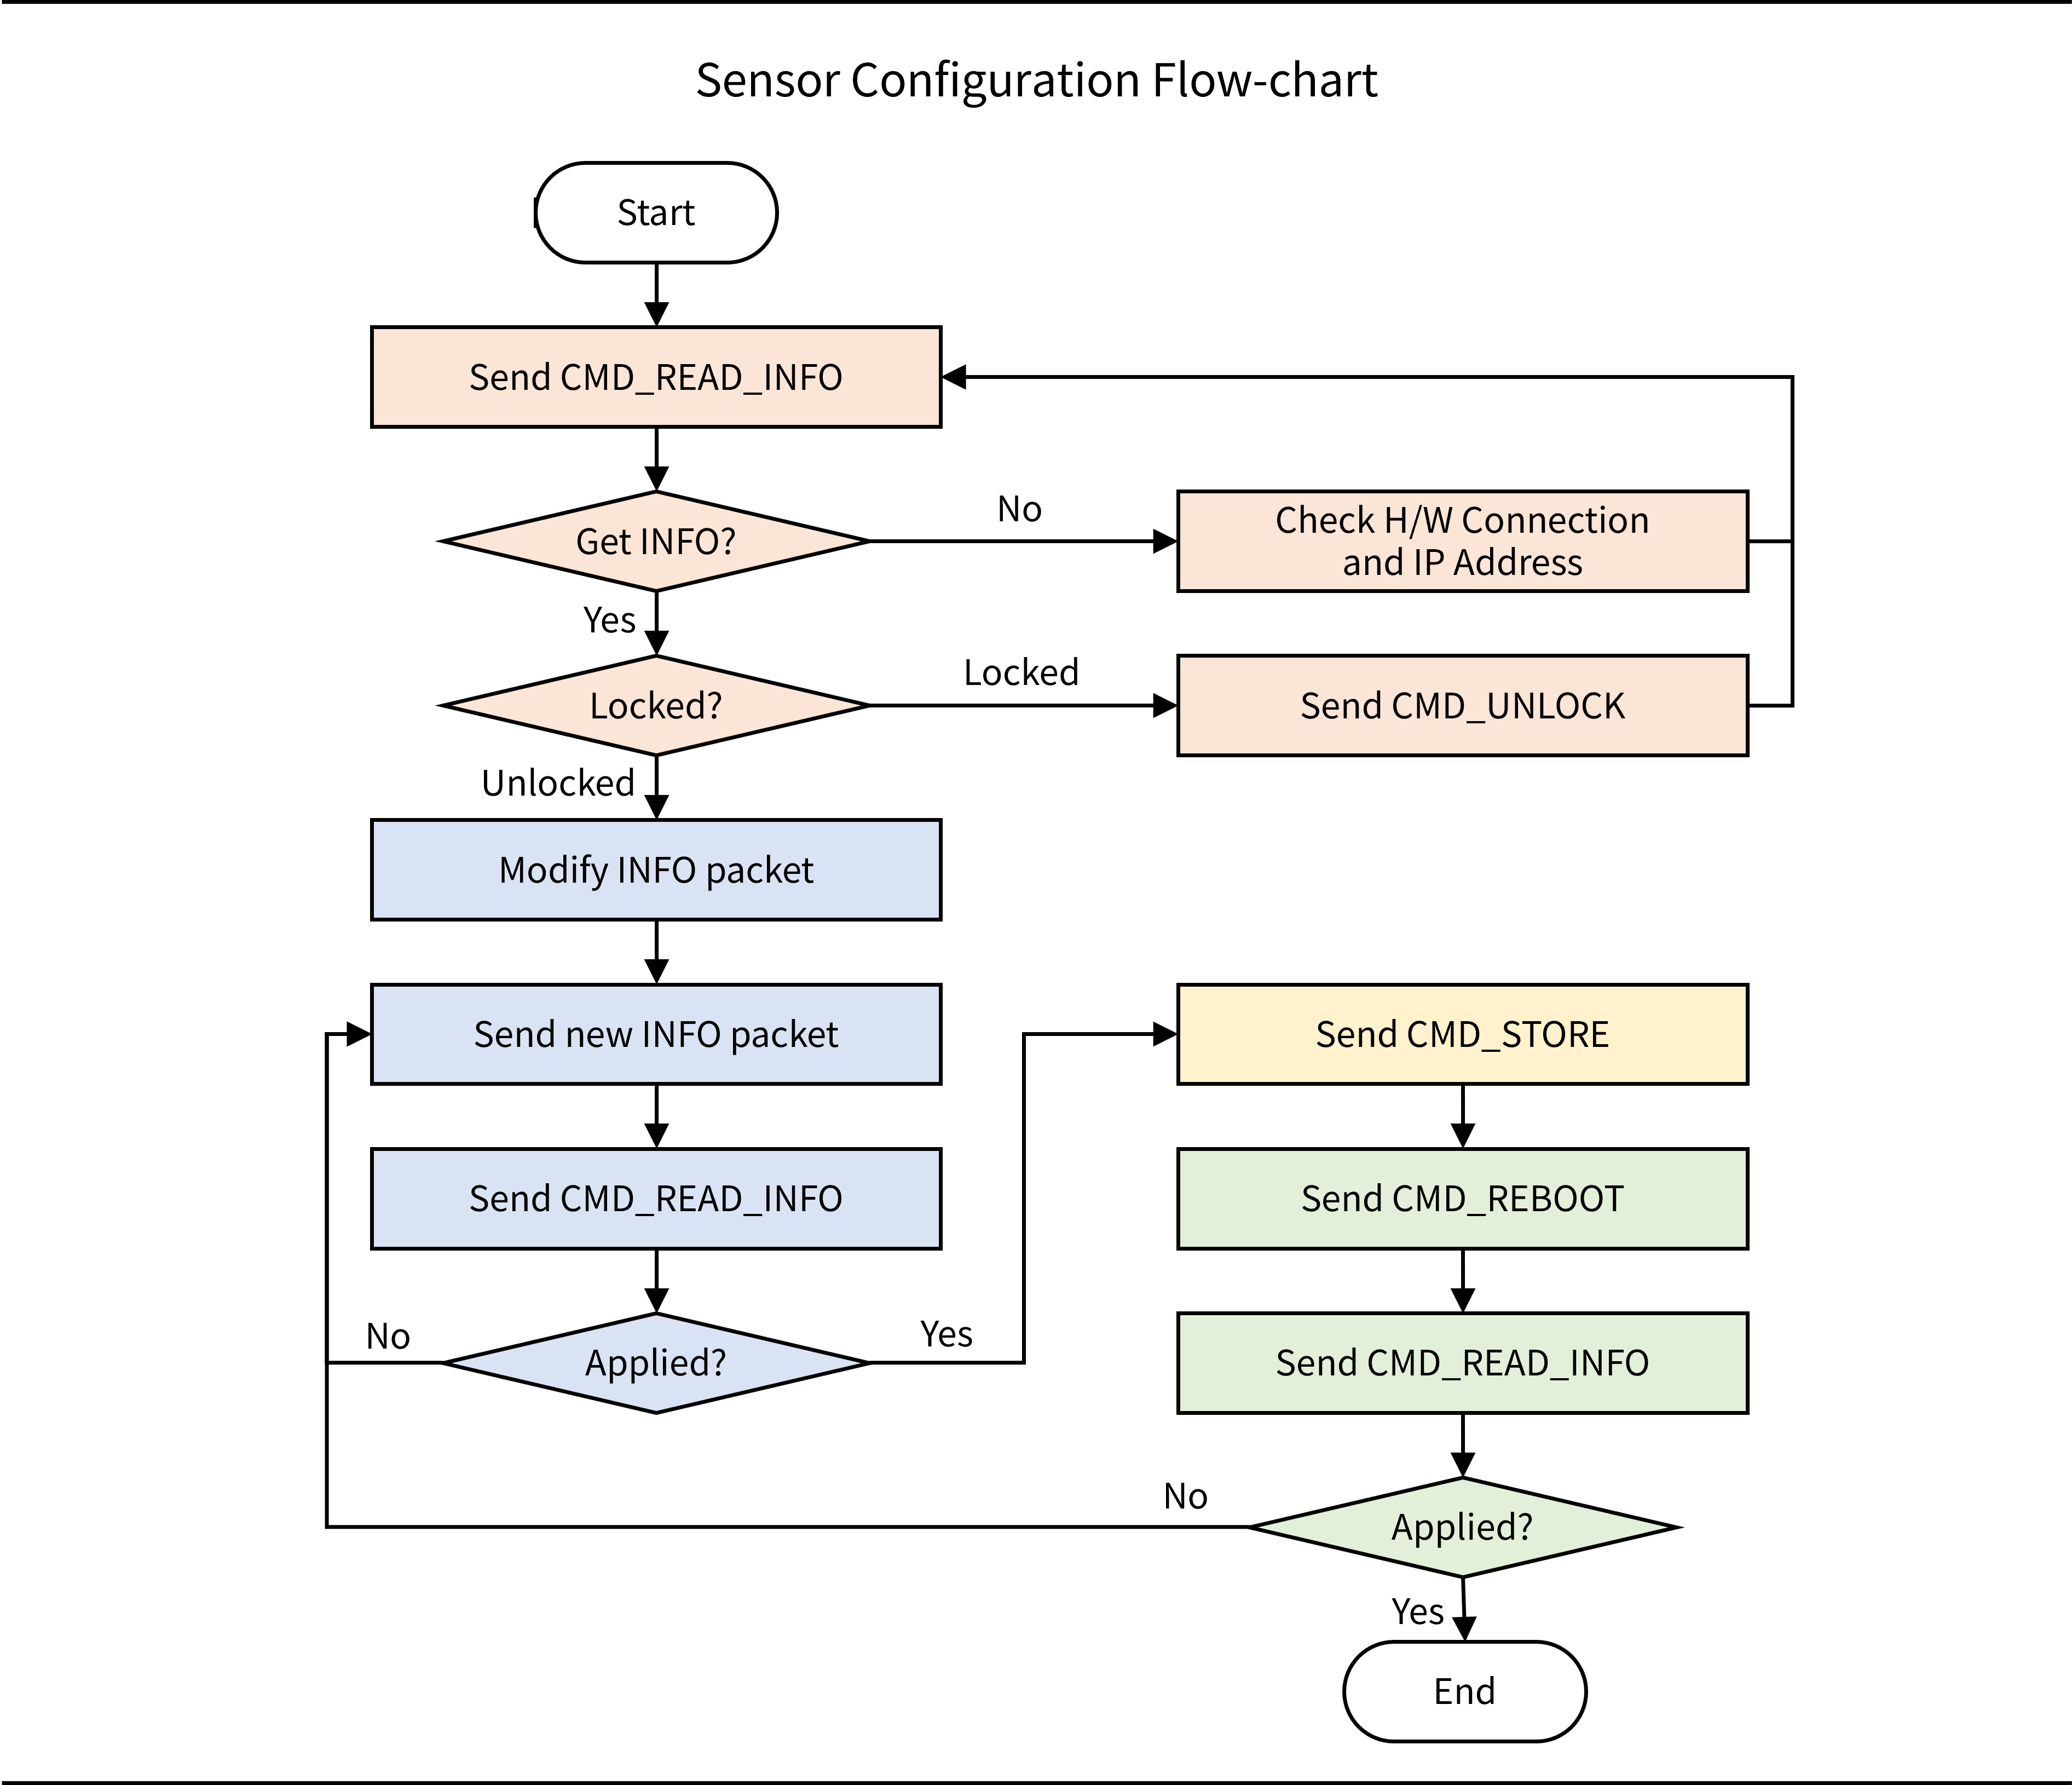 Sensor Configuration Flow-chart
Start
Send CMD_READ_INFO
Get INFO?
No
Check H/W Connection
and IP Address
Yes
Locked?
Locked
Send CMD_UNLOCK
Unlocked
Modify INFO packet
Send new INFO packet
Send CMD_READ_INFO
Applied?
No
Yes
Send CMD_STORE
Send CMD_REBOOT
Send CMD_READ_INFO
Applied?
No
Yes
End